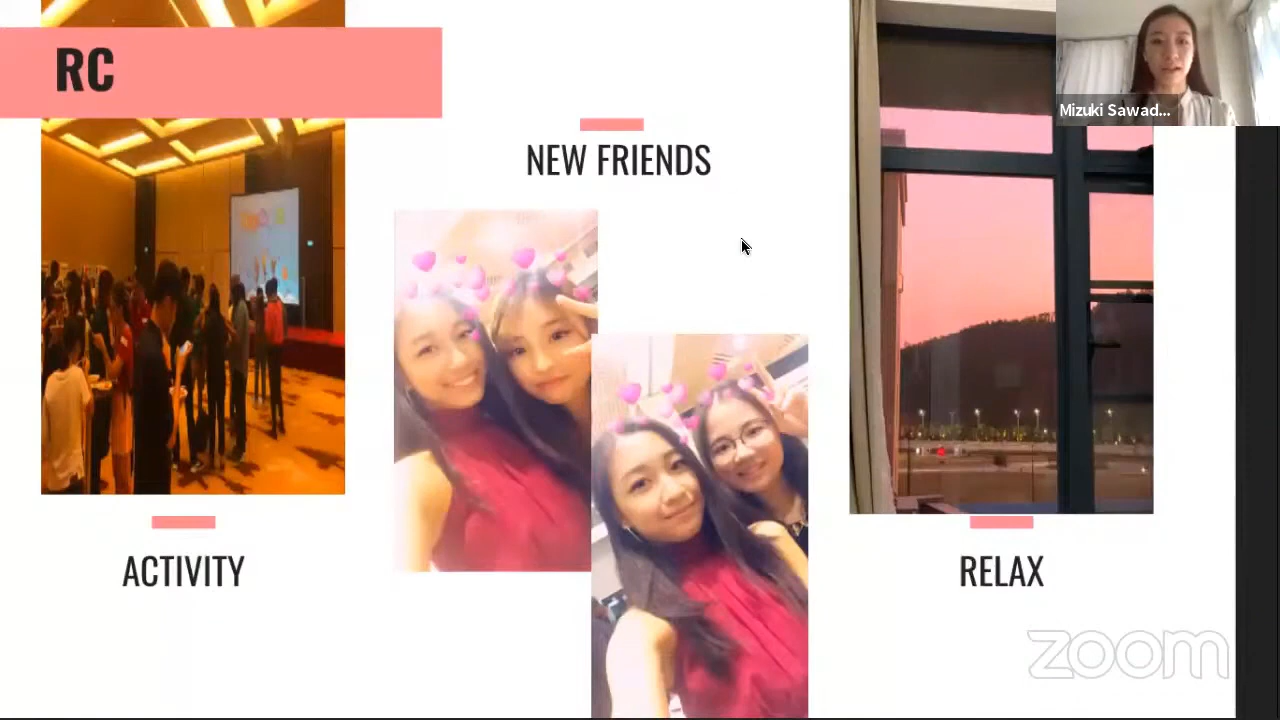 RC
Mizuki Sawad...
NEW FRIENDS
ACTIVITY
RELAX
zoom